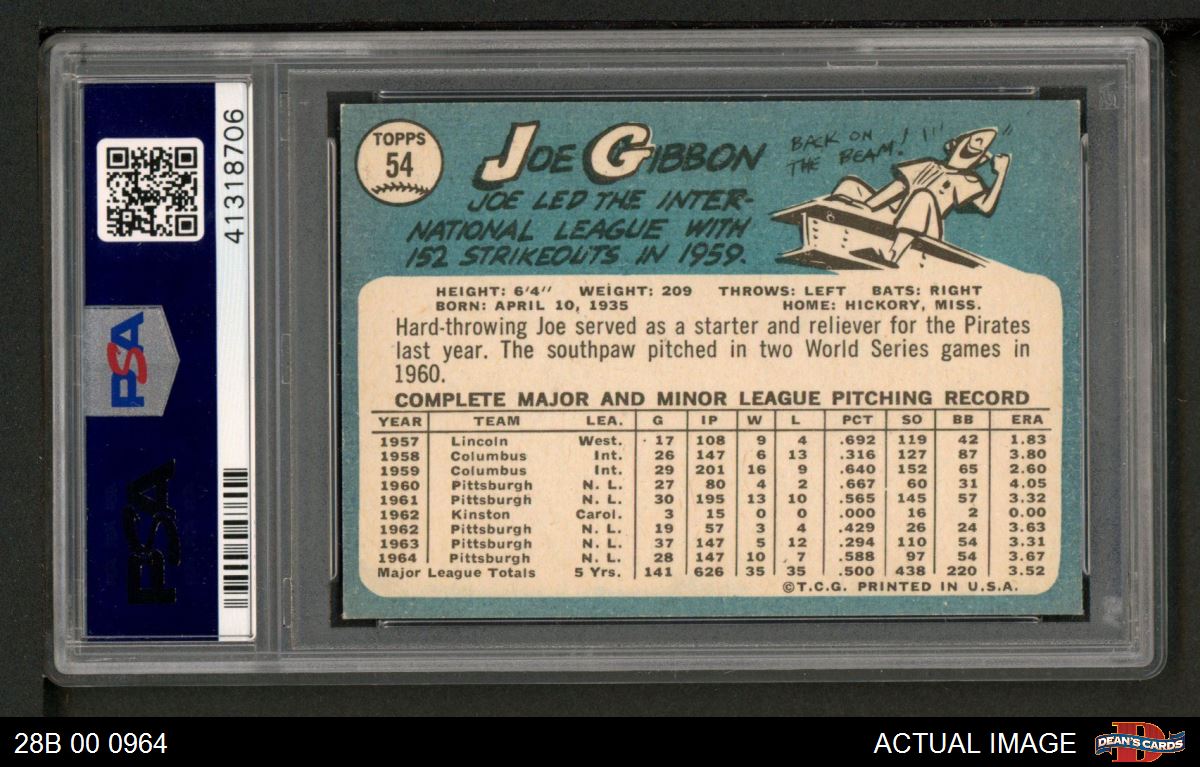 PSA
41318706
PSA
TOPPS
54
JOE GIBBON
BACK ON
THE BEAM! !!!
JOE LED THE INTER-
NATIONAL LEAGUE WITH
152 STRIKEOUTS IN 1959.
HEIGHT: 6'4" WEIGHT: 209 THROWS: LEFT BATS: RIGHT
BORN: APRIL 10, 1935 HOME: HICKORY, MISS.
Hard-throwing Joe served as a starter and reliever for the Pirates
last year. The southpaw pitched in two World Series games in
1960.
COMPLETE MAJOR AND MINOR LEAGUE PITCHING RECORD
YEAR TEAM LEA. G IP W L PCT SO BB ERA
1957 Lincoln West. 17 108 9 4 .692 119 42 1.83
1958 Columbus Int. 26 147 6 13 .316 127 87 3.80
1959 Columbus Int. 29 201 16 9 .640 152 65 2.60
1960 Pittsburgh N. L. 27 80 4 2 .667 60 31 4.05
1961 Pittsburgh N. L. 30 195 13 10 .565 145 57 3.32
1962 Kinston Carol. 3 15 0 0 .000 16 2 0.00
1962 Pittsburgh N. L. 19 57 3 4 .429 26 24 3.63
1963 Pittsburgh N. L. 37 147 5 12 .294 110 54 3.31
1964 Pittsburgh N. L. 28 147 10 7 .588 97 54 3.67
Major League Totals 5 Yrs. 141 626 35 35 .500 438 220 3.52
©T.C.G. PRINTED IN U.S.A.
28B 00 0964
ACTUAL IMAGE
D
DEAN'S CARDS